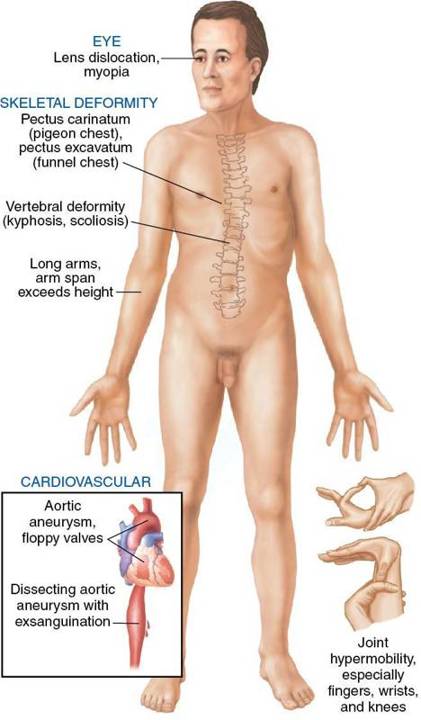 EYE
Lens dislocation,
myopia
SKELETAL DEFORMITY
Pectus carinatum
(pigeon chest),
pectus excavatum
(funnel chest)
Vertebral deformity
(kyphosis, scoliosis)
Long arms,
arm span
exceeds height
CARDIOVASCULAR
Aortic
aneurysm,
floppy valves
Dissecting aortic
aneurysm with
exsanguination
Joint
hypermobility,
especially
fingers, wrists,
and knees